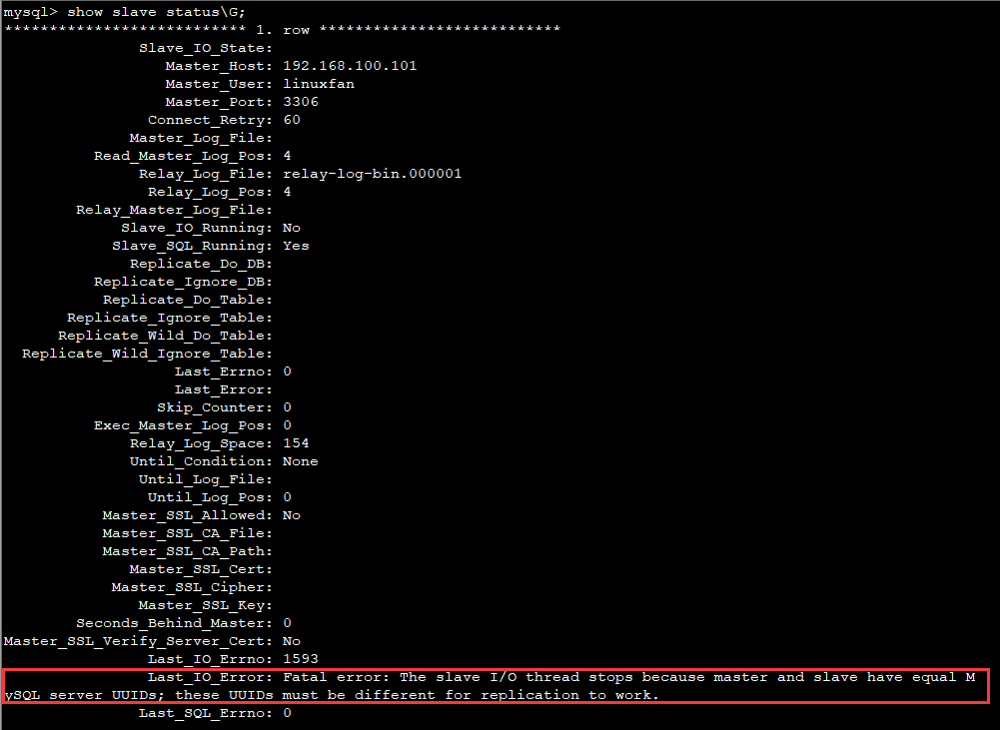 mysql> show slave status\G;
*************************** 1. row ***************************
Slave_IO_State:
Master_Host: 192.168.100.101
Master_User: linuxfan
Master_Port: 3306
Connect_Retry: 60
Master_Log_File:
Read_Master_Log_Pos: 4
Relay_Log_File: relay-log-bin.000001
Relay_Log_Pos: 4
Relay_Master_Log_File:
Slave_IO_Running: No
Slave_SQL_Running: Yes
Replicate_Do_DB:
Replicate_Ignore_DB:
Replicate_Do_Table:
Replicate_Ignore_Table:
Replicate_Wild_Do_Table:
Replicate_Wild_Ignore_Table:
Last_Errno: 0
Last_Error:
Skip_Counter: 0
Exec_Master_Log_Pos: 0
Relay_Log_Space: 154
Until_Condition: None
Until_Log_File:
Until_Log_Pos: 0
Master_SSL_Allowed: No
Master_SSL_CA_File:
Master_SSL_CA_Path:
Master_SSL_Cert:
Master_SSL_Cipher:
Master_SSL_Key:
Seconds_Behind_Master: 0
Master_SSL_Verify_Server_Cert: No
Last_IO_Errno: 1593
Last_IO_Error: Fatal error: The slave I/O thread stops because master and slave have equal M
ySQL server UUIDs; these UUIDs must be different for replication to work.
Last_SQL_Errno: 0